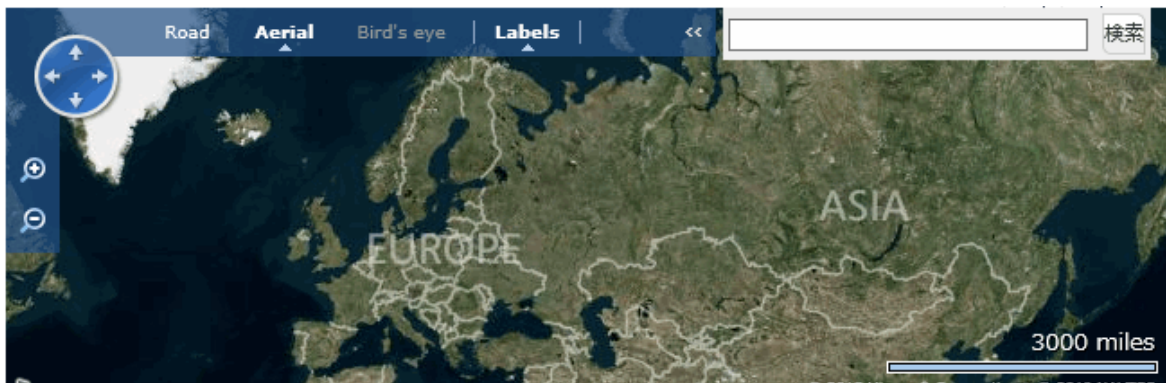 Road Aerial Bird's eye Labels << 検索
ASIA
EUROPE
3000 miles